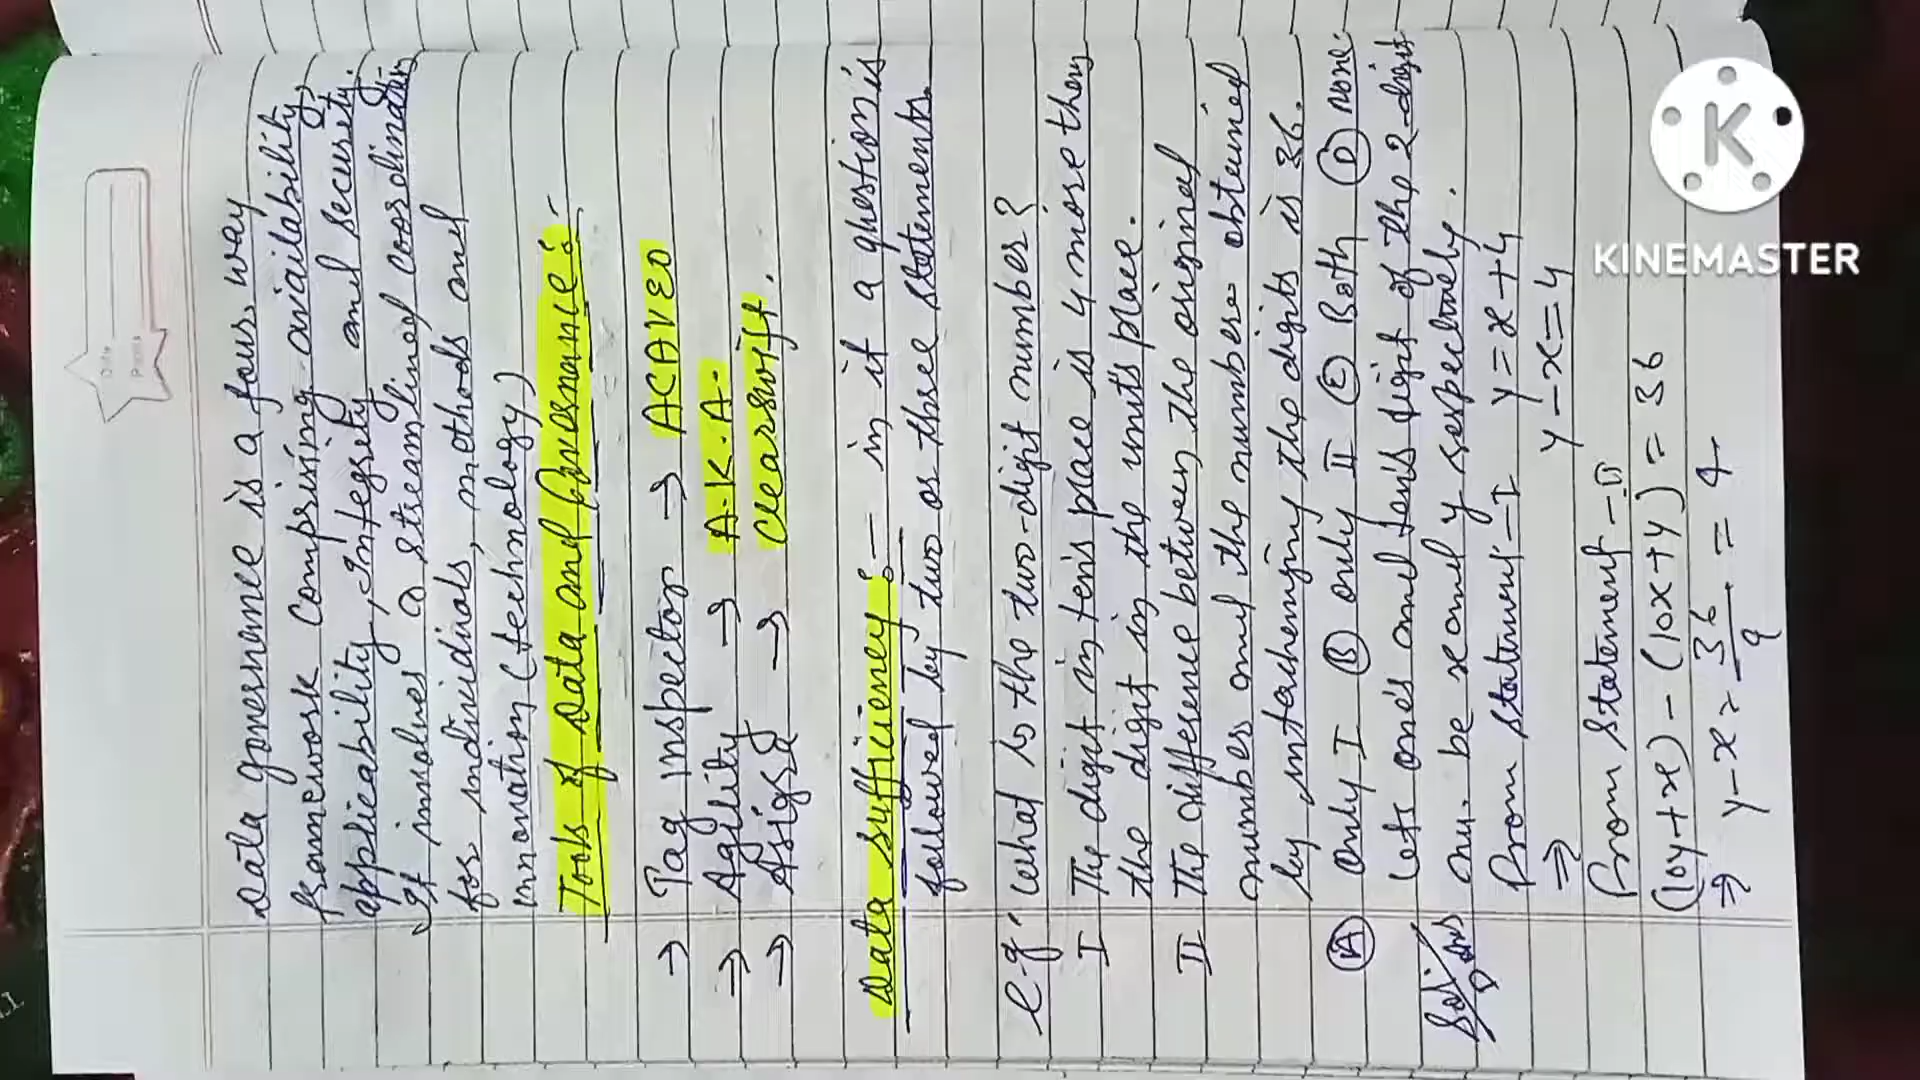 Data governence is a four way
framework comprising availability,
applicability, Integrity and security.
It involves a streamlined coordination
for individuals, methods and
innovation (technology)
Tools of Data and Governance:-
→ Tag inspector → ACAVEO
→ Agility → A.K.A.
→ Asigra → clearswift.
Data sufficiency:- in it a question is
followed by two or three statements.
e.g. What is the two-digit number?
I The digit in ten's place is 4 more than
the digit in the unit's place.
II The difference between the original
number and the number obtained
by interchanging the digits is 36.
(A) only I (B) only II (C) Both (D) none.
Sol/ Let's one's and ten's digit of the 2-digit
no. be x and y respectively.
From statement-I y=x+4
⇒ y-x=4
From statement-II
(10y+x)-(10x+y)=36
⇒ y-x=36/9=4
K
KINEMASTER